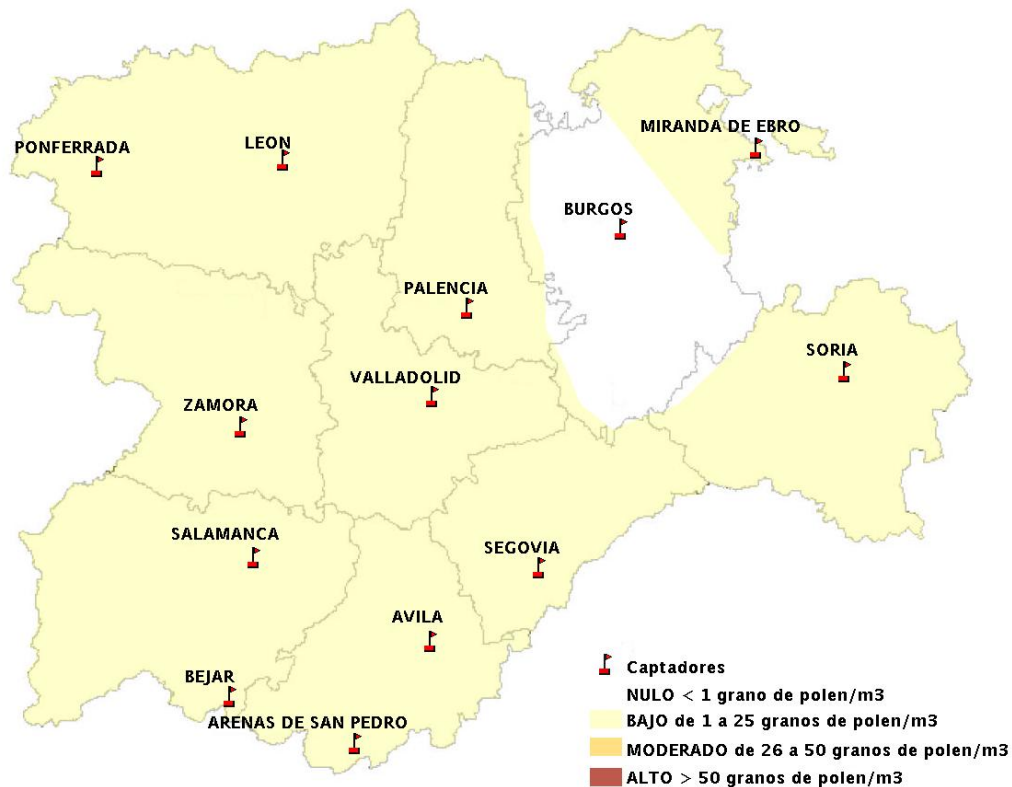 MIRANDA DE EBRO
PONFERRADA
LEON
BURGOS
PALENCIA
SORIA
VALLADOLID
ZAMORA
SALAMANCA
SEGOVIA
AVILA
BEJAR
ARENAS DE SAN PEDRO
Captadores
NULO < 1 grano de polen/m3
BAJO de 1 a 25 granos de polen/m3
MODERADO de 26 a 50 granos de polen/m3
ALTO > 50 granos de polen/m3